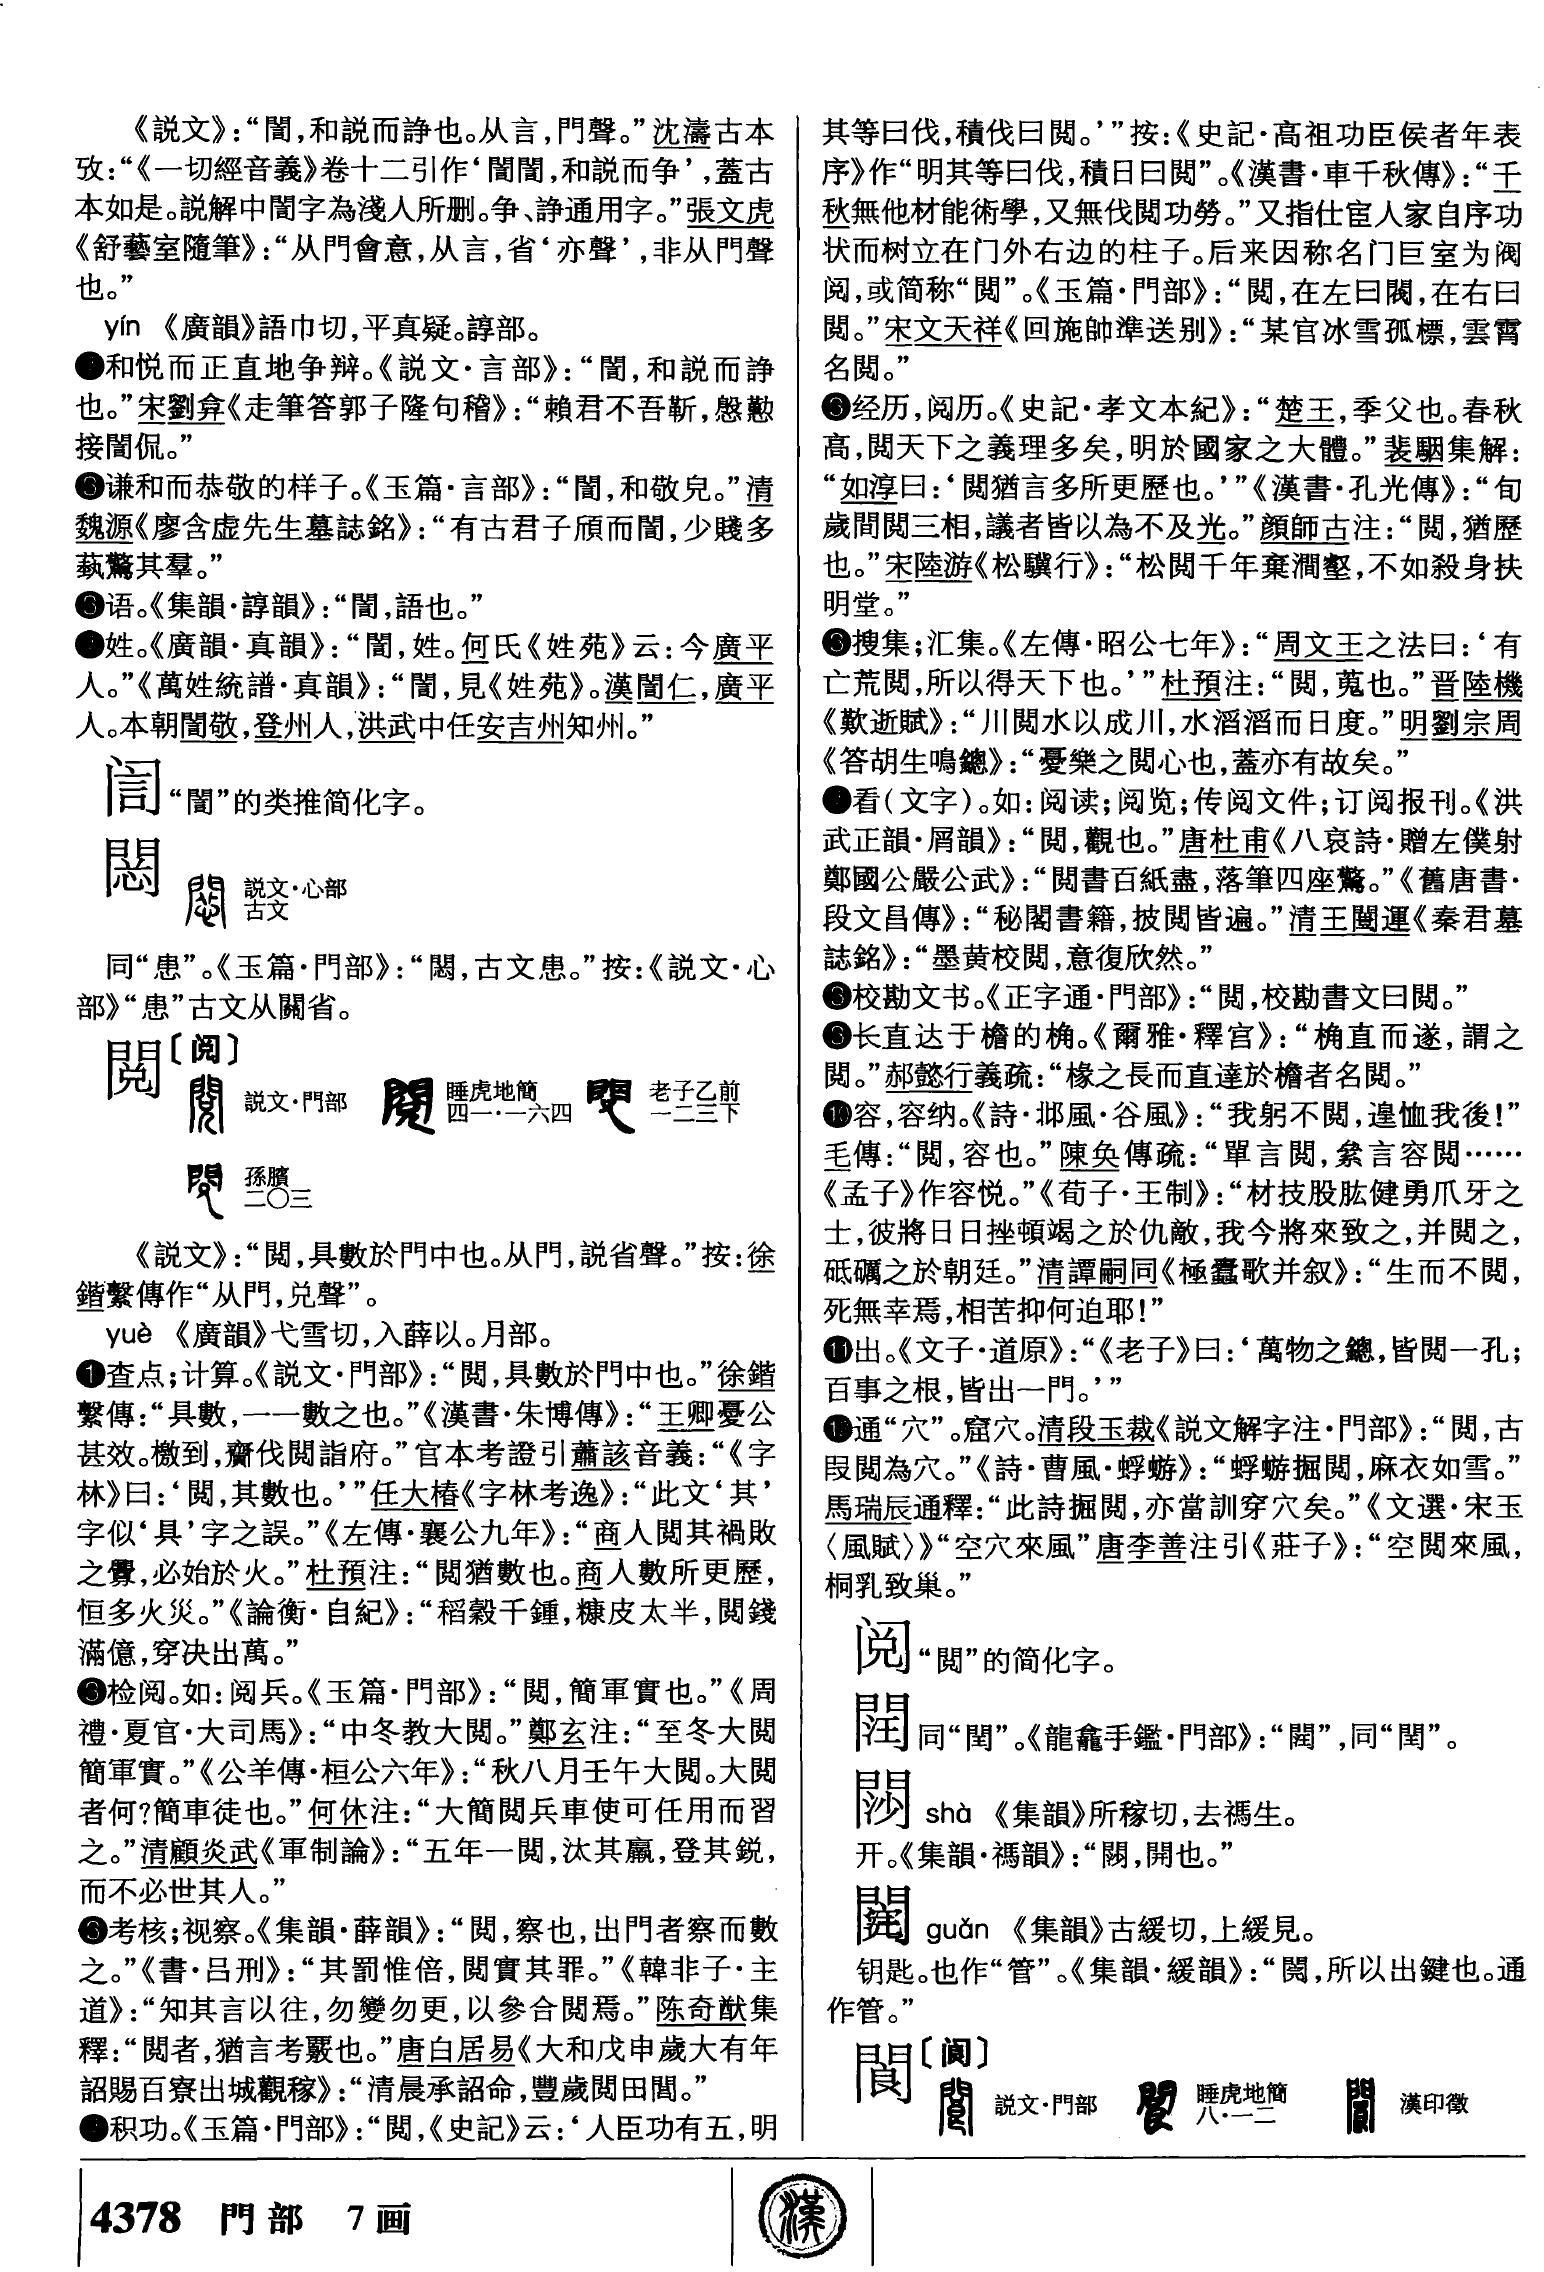 《説文》：“誾，和説而諍也。从言，門聲。”沈濤古本
攷：“《一切經音義》卷十二引作‘誾誾，和説而争’，蓋古
本如是。説解中誾字為淺人所删。争、諍通用字。”張文虎
《舒藝室隨筆》：“从門會意，从言，省‘亦聲’，非从門聲
也。”
yín 《廣韻》語巾切，平真疑。諄部。
❶和悦而正直地争辩。《説文·言部》：“誾，和説而諍
也。”宋劉弇《走筆答郭子隆句稽》：“賴君不吾靳，慇懃
接誾侃。”
❷谦和而恭敬的样子。《玉篇·言部》：“誾，和敬皃。”清
魏源《廖含虚先生墓誌銘》：“有古君子頎而誾，少賤多
蓺驚其羣。”
❸语。《集韻·諄韻》：“誾，語也。”
❹姓。《廣韻·真韻》：“誾，姓。何氏《姓苑》云：今廣平
人。”《萬姓統譜·真韻》：“誾，見《姓苑》。漢誾仁，廣平
人。本朝誾敬，登州人，洪武中任安吉州知州。”
訚 “誾”的类推简化字。
説文·心部
古文
同“患”。《玉篇·門部》：“𨵧，古文患。”按：《説文·心
部》“患”古文从關省。
閱〔阅〕
説文·門部 睡虎地簡 四一·一六四 老子乙前 一二三下
孫臏
二〇三
《説文》：“閱，具數於門中也。从門，説省聲。”按：徐
鍇繫傳作“从門，兑聲”。
yuè 《廣韻》弋雪切，入薛以。月部。
❶查点；计算。《説文·門部》：“閱，具數於門中也。”徐鍇
繫傳：“具數，一一數之也。”《漢書·朱博傳》：“王卿憂公
甚效。檄到，齎伐閱詣府。”官本考證引蕭該音義：“《字
林》曰：‘閱，其數也。’”任大椿《字林考逸》：“此文‘其’
字似‘具’字之誤。”《左傳·襄公九年》：“商人閱其禍敗
之釁，必始於火。”杜預注：“閱猶數也。商人數所更歷，
恒多火災。”《論衡·自紀》：“稻穀千鍾，糠皮太半，閱錢
滿億，穿决出萬。”
❷检阅。如：阅兵。《玉篇·門部》：“閱，簡軍實也。”《周
禮·夏官·大司馬》：“中冬教大閱。”鄭玄注：“至冬大閱
簡軍實。”《公羊傳·桓公六年》：“秋八月壬午大閱。大閱
者何？簡車徒也。”何休注：“大簡閱兵車使可任用而習
之。”清顧炎武《軍制論》：“五年一閱，汰其羸，登其鋭，
而不必世其人。”
❸考核；视察。《集韻·薛韻》：“閱，察也，出門者察而數
之。”《書·吕刑》：“其罰惟倍，閱實其罪。”《韓非子·主
道》：“知其言以往，勿變勿更，以參合閱焉。”陈奇猷集
釋：“閱者，猶言考覈也。”唐白居易《大和戊申歲大有年
詔賜百寮出城觀稼》：“清晨承詔命，豐歲閱田閭。”
❹积功。《玉篇·門部》：“閱，《史記》云：‘人臣功有五，明
其等曰伐，積伐曰閱。’”按：《史記·高祖功臣侯者年表
序》作“明其等曰伐，積日曰閱”。《漢書·車千秋傳》：“千
秋無他材能術學，又無伐閱功勞。”又指仕宦人家自序功
状而树立在门外右边的柱子。后来因称名门巨室为阀
阅，或简称“閱”。《玉篇·門部》：“閱，在左曰閥，在右曰
閱。”宋文天祥《回施帥準送别》：“某官冰雪孤標，雲霄
名閱。”
❺经历，阅历。《史記·孝文本紀》：“楚王，季父也。春秋
高，閱天下之義理多矣，明於國家之大體。”裴駰集解：
“如淳曰：‘閱猶言多所更歷也。’”《漢書·孔光傳》：“旬
歲間閱三相，議者皆以為不及光。”顔師古注：“閱，猶歷
也。”宋陸游《松驥行》：“松閱千年棄澗壑，不如殺身扶
明堂。”
❻搜集；汇集。《左傳·昭公七年》：“周文王之法曰：‘有
亡荒閱，所以得天下也。’”杜預注：“閱，蒐也。”晋陸機
《歎逝賦》：“川閱水以成川，水滔滔而日度。”明劉宗周
《答胡生鳴鏓》：“憂樂之閱心也，蓋亦有故矣。”
❼看（文字）。如：阅读；阅览；传阅文件；订阅报刊。《洪
武正韻·屑韻》：“閱，觀也。”唐杜甫《八哀詩·贈左僕射
鄭國公嚴公武》：“閱書百紙盡，落筆四座驚。”《舊唐書·
段文昌傳》：“秘閣書籍，披閱皆遍。”清王闓運《秦君墓
誌銘》：“墨黄校閱，意復欣然。”
❽校勘文书。《正字通·門部》：“閱，校勘書文曰閱。”
❾长直达于檐的桷。《爾雅·釋宫》：“桷直而遂，謂之
閱。”郝懿行義疏：“椽之長而直達於檐者名閱。”
❿容，容纳。《詩·邶風·谷風》：“我躬不閱，遑恤我後！”
毛傳：“閱，容也。”陳奂傳疏：“單言閱，絫言容閱……
《孟子》作容悦。”《荀子·王制》：“材技股肱健勇爪牙之
士，彼將日日挫頓竭之於仇敵，我今將來致之，并閱之，
砥礪之於朝廷。”清譚嗣同《極蠹歌并叙》：“生而不閱，
死無幸焉，相苦抑何迫耶！”
⓫出。《文子·道原》：“《老子》曰：‘萬物之總，皆閱一孔；
百事之根，皆出一門。’”
⓬通“穴”。窟穴。清段玉裁《説文解字注·門部》：“閱，古
叚閱為穴。”《詩·曹風·蜉蝣》：“蜉蝣掘閱，麻衣如雪。”
馬瑞辰通釋：“此詩掘閱，亦當訓穿穴矣。”《文選·宋玉
〈風賦〉》“空穴來風”唐李善注引《莊子》：“空閱來風，
桐乳致巢。”
阅 “閱”的简化字。
同“閏”。《龍龕手鑑·門部》：“閠”，同“閏”。
shà 《集韻》所稼切，去禡生。
开。《集韻·禡韻》：“閯，開也。”
guǎn 《集韻》古緩切，上緩見。
钥匙。也作“管”。《集韻·緩韻》：“𨵄，所以出鍵也。通
作管。”
閬〔阆〕
説文·門部 睡虎地簡 八·一二 漢印徵
4378 門部 7画
漢